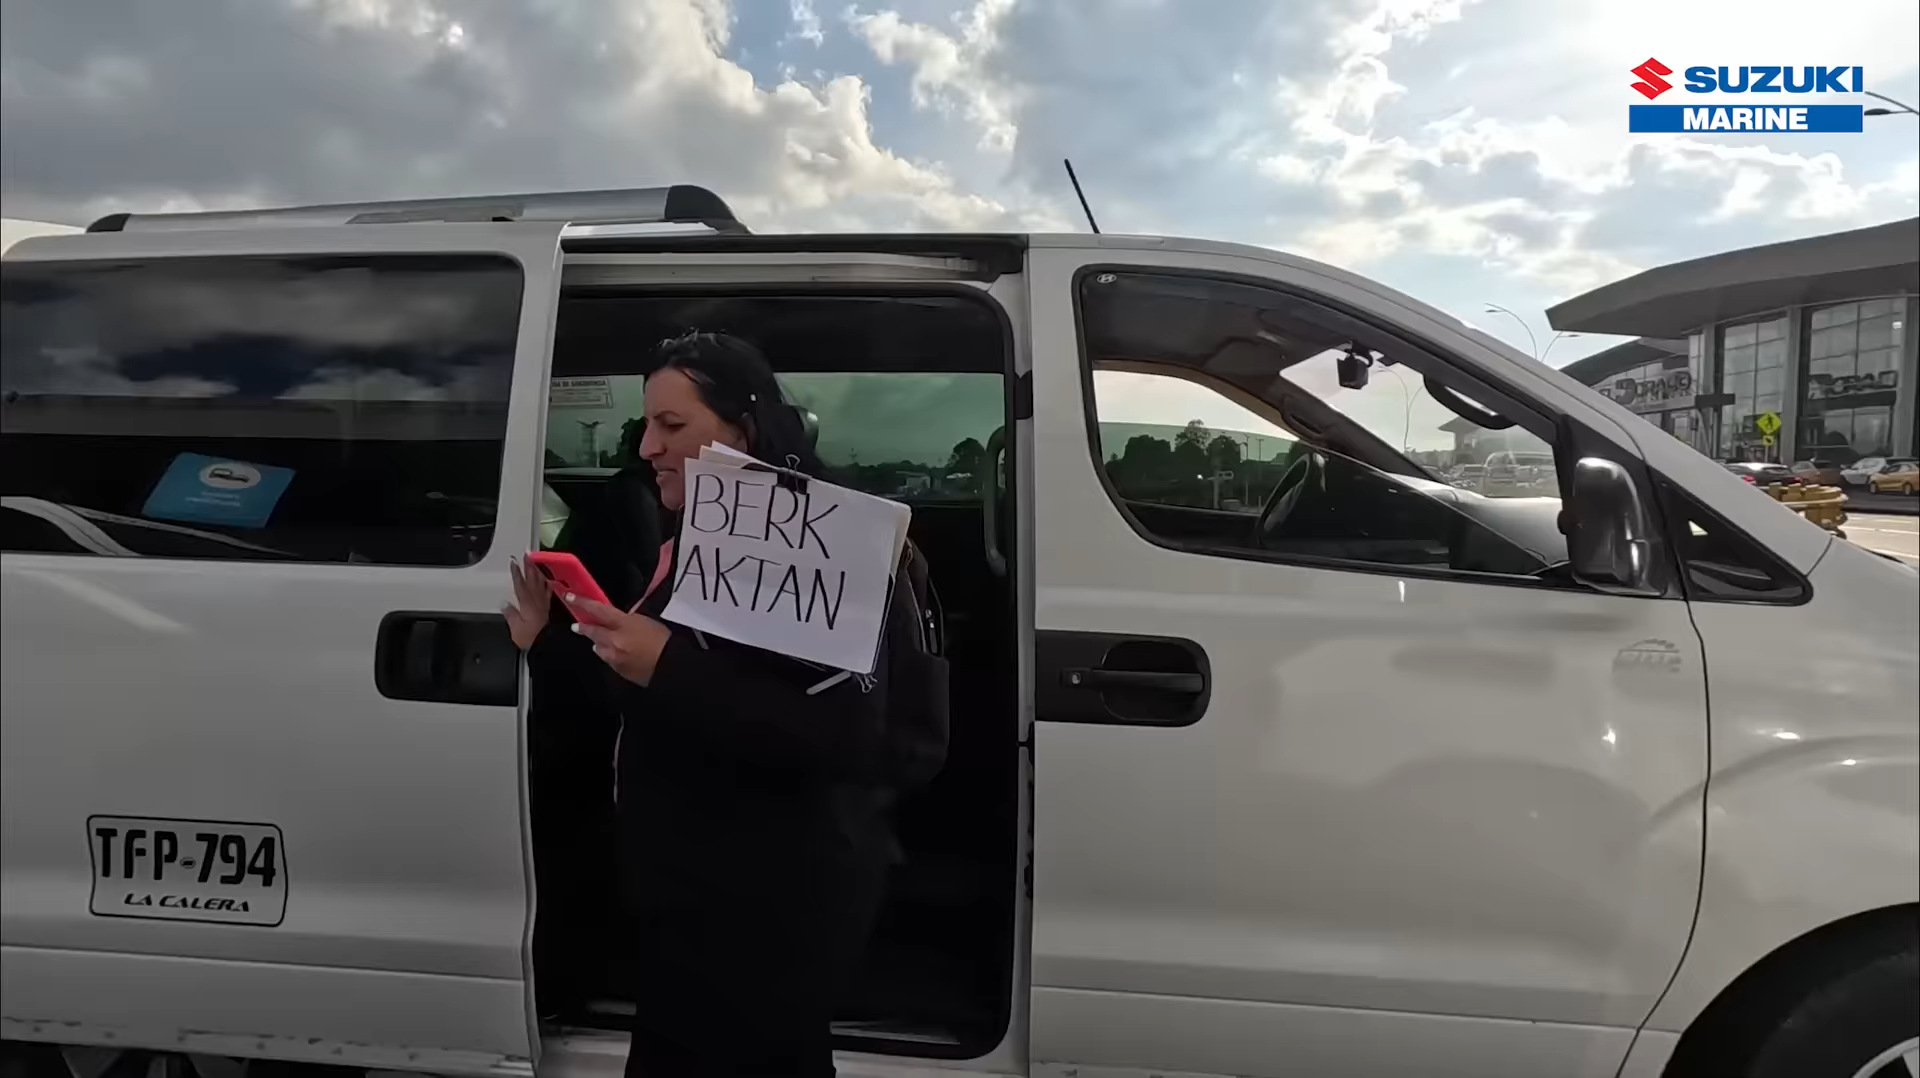 SUZUKI
MARINE
BERK
AKTAN
TFP-794
LA CALERA